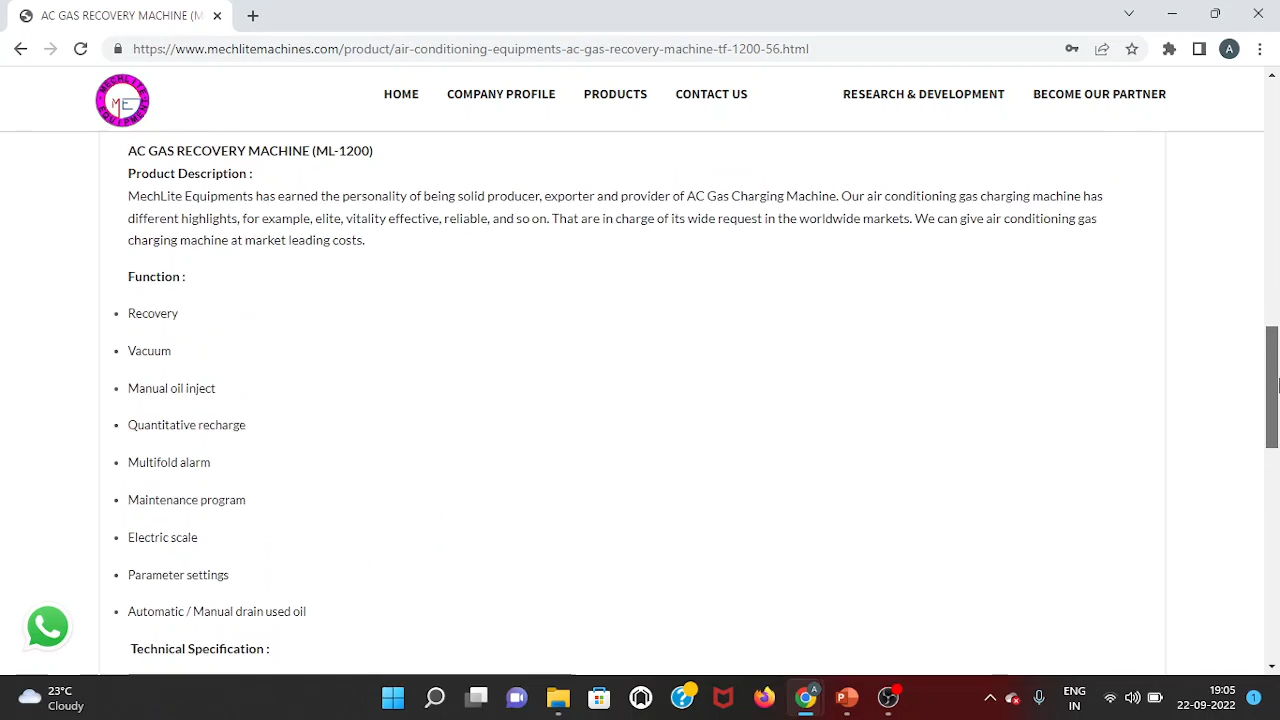 AC GAS RECOVERY MACHINE (M
https://www.mechlitemachines.com/product/air-conditioning-equipments-ac-gas-recovery-machine-tf-1200-56.html
A
MECHLITE
ME
EQUIPMENT
HOME
COMPANY PROFILE
PRODUCTS
CONTACT US
RESEARCH & DEVELOPMENT
BECOME OUR PARTNER
AC GAS RECOVERY MACHINE (ML-1200)
Product Description :
MechLite Equipments has earned the personality of being solid producer, exporter and provider of AC Gas Charging Machine. Our air conditioning gas charging machine has
different highlights, for example, elite, vitality effective, reliable, and so on. That are in charge of its wide request in the worldwide markets. We can give air conditioning gas
charging machine at market leading costs.
Function :
• Recovery
• Vacuum
• Manual oil inject
• Quantitative recharge
• Multifold alarm
• Maintenance program
• Electric scale
• Parameter settings
• Automatic / Manual drain used oil
Technical Specification :
23°C
Cloudy
ENG
IN
19:05
22-09-2022
1